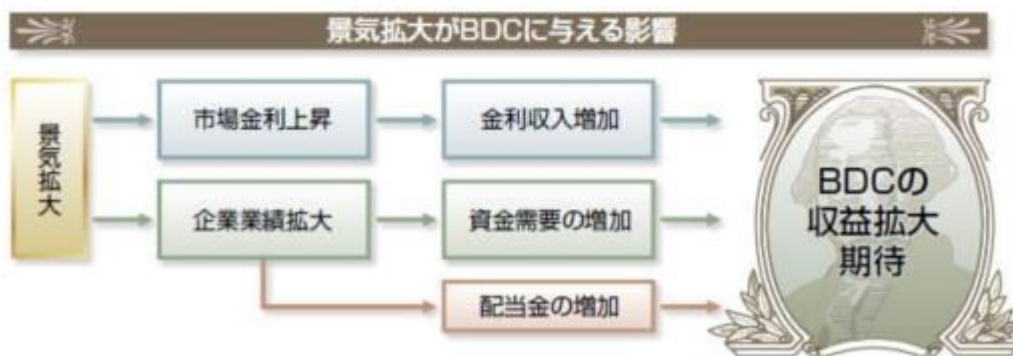 景気拡大がBDCに与える影響
景気拡大
市場金利上昇
金利収入増加
企業業績拡大
資金需要の増加
配当金の増加
BDCの
収益拡大
期待